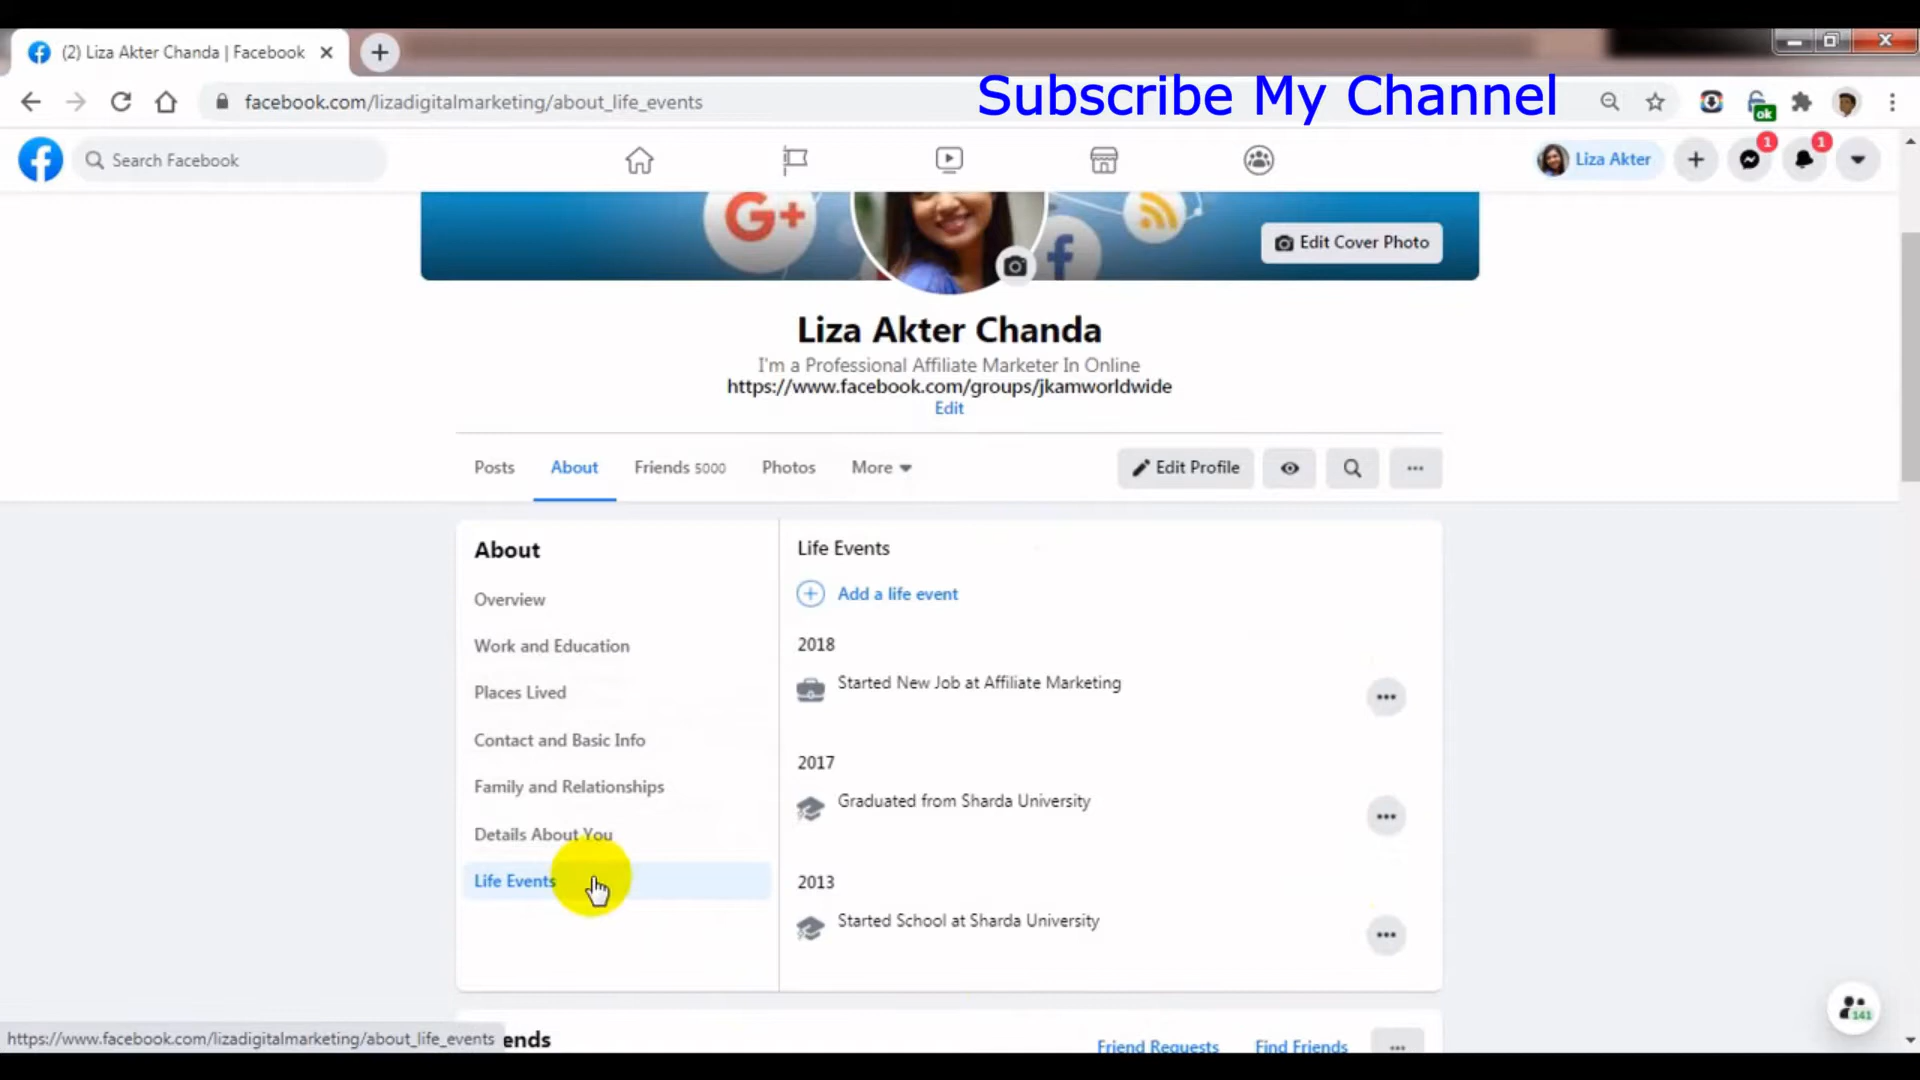 (2) Liza Akter Chanda | Facebook
facebook.com/lizadigitalmarketing/about_life_events
Subscribe My Channel
ok
Search Facebook
Liza Akter
1
1
G+
f
Edit Cover Photo
Liza Akter Chanda
I'm a Professional Affiliate Marketer In Online
https://www.facebook.com/groups/jkamworldwide
Edit
Posts
About
Friends 5000
Photos
More
Edit Profile
About
Overview
Work and Education
Places Lived
Contact and Basic Info
Family and Relationships
Details About You
Life Events
Life Events
Add a life event
2018
Started New Job at Affiliate Marketing
2017
Graduated from Sharda University
2013
Started School at Sharda University
141
https://www.facebook.com/lizadigitalmarketing/about_life_events
ends
Friend Requests
Find Friends